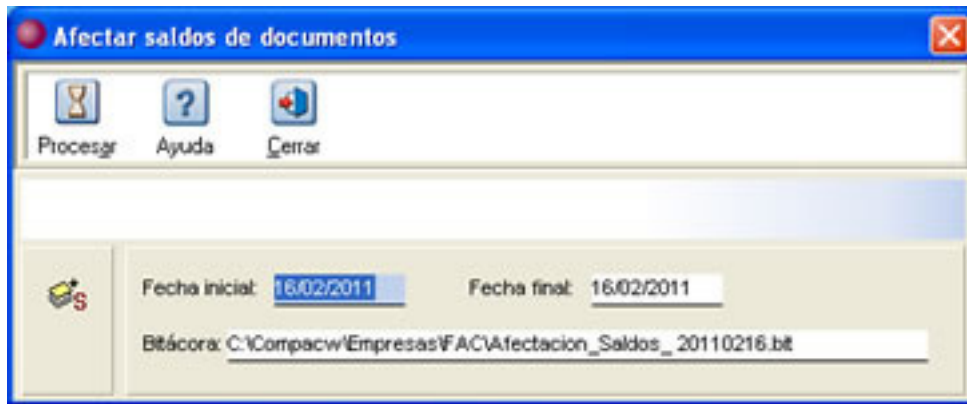 Afectar saldos de documentos
Procesar Ayuda Cerrar
Fecha inicial: 16/02/2011 Fecha final: 16/02/2011
Bitácora: C:\Compacw\Empresas\FAC\Afectacion_Saldos_ 20110216.bit